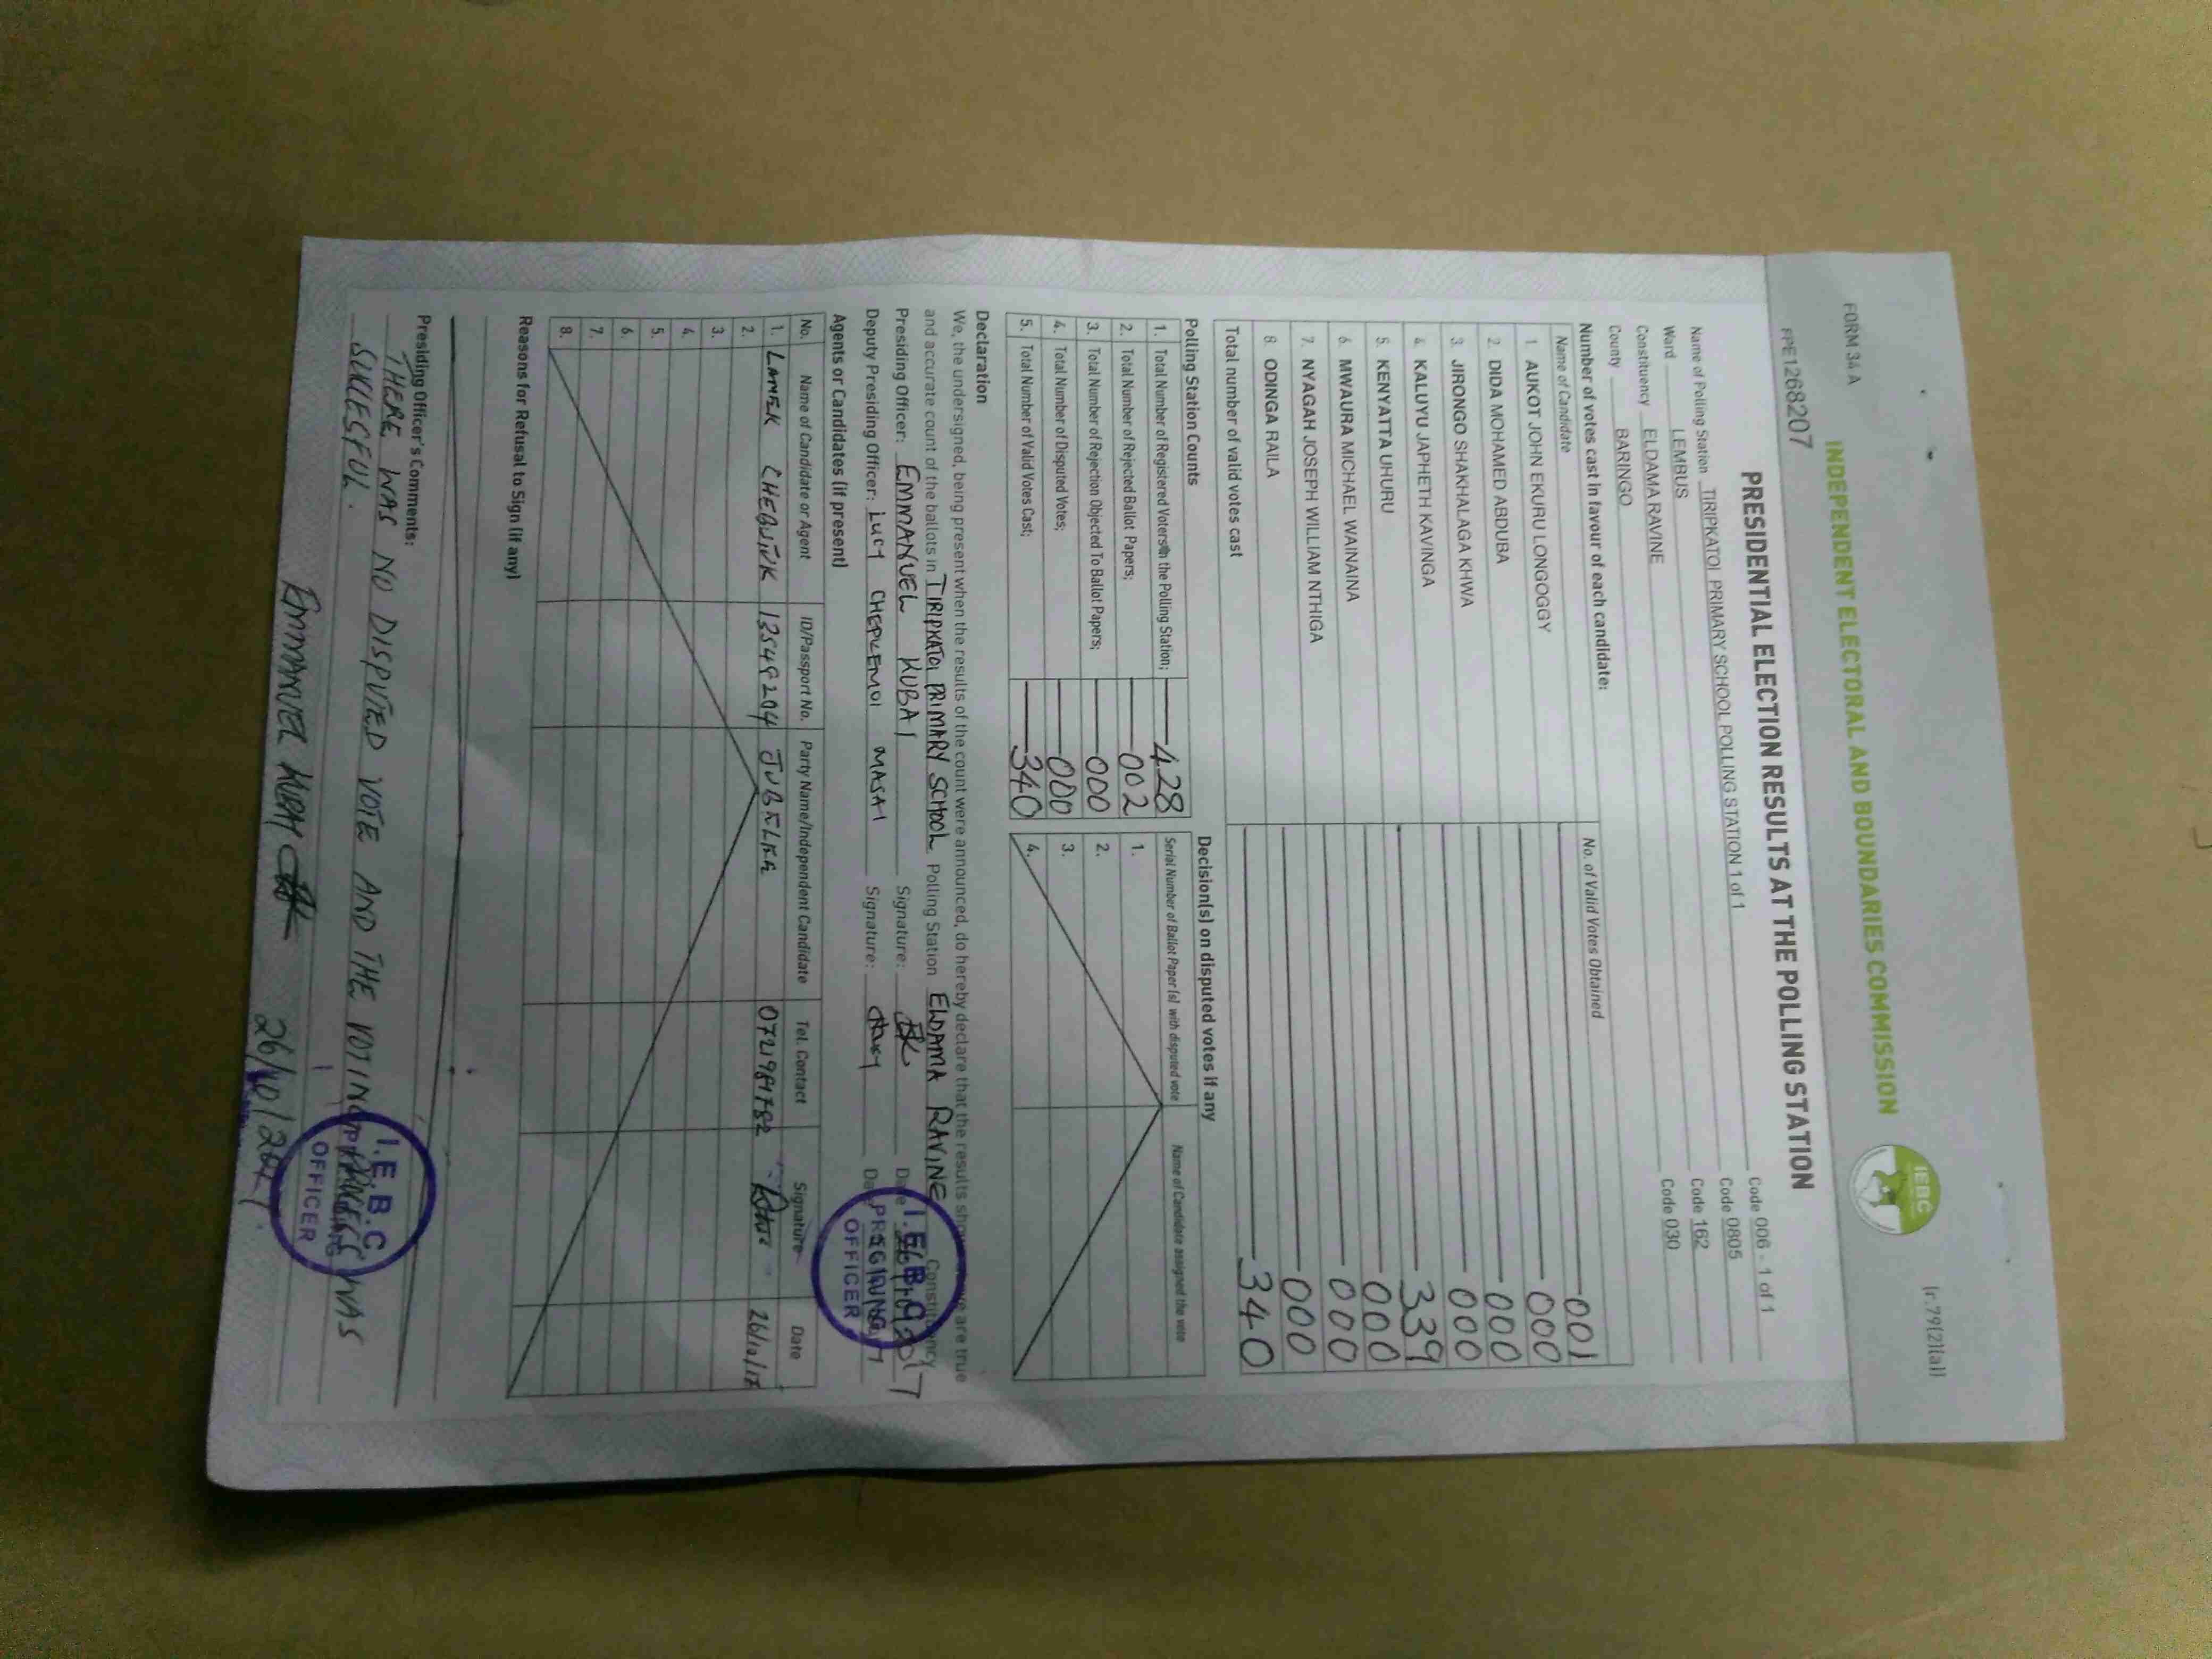 FORM 34 A
(r.79(2)(a))
INDEPENDENT ELECTORAL AND BOUNDARIES COMMISSION
IEBC
FPE1268207
PRESIDENTIAL ELECTION RESULTS AT THE POLLING STATION
Name of Polling Station TIRIPKATOI PRIMARY SCHOOL POLLING STATION 1 of 1 Code 006 - 1 of 1
Ward LEMBUS Code 0805
Constituency ELDAMA RAVINE Code 162
County BARINGO Code 030
Number of votes cast in favour of each candidate:
Name of Candidate No. of Valid Votes Obtained
1. AUKOT JOHN EKURU LONGOGGY 001
2. DIDA MOHAMED ABDUBA 000
3. JIRONGO SHAKHALAGA KHWA 000
4. KALUYU JAPHETH KAVINGA 000
5. KENYATTA UHURU 339
6. MWAURA MICHAEL WAINAINA 000
7. NYAGAH JOSEPH WILLIAM NTHIGA 000
8. ODINGA RAILA 000
Total number of valid votes cast 340
Polling Station Counts
1. Total Number of Registered Voters in the Polling Station; 428
2. Total Number of Rejected Ballot Papers; 002
3. Total Number of Rejection Objected To Ballot Papers; 000
4. Total Number of Disputed Votes; 000
5. Total Number of Valid Votes Cast; 340
Decision(s) on disputed votes if any
Serial Number of Ballot Paper (s) with disputed vote Name of Candidate assigned the vote
1.
2.
3.
4.
Declaration
We, the undersigned, being present when the results of the count were announced, do hereby declare that the results shown above are true
and accurate count of the ballots in TIRIPKATOI PRIMARY SCHOOL Polling Station ELDAMA RAVINE Constituency
Presiding Officer: EMMANUEL KUBAI Signature: Date
Deputy Presiding Officer: LUCY CHEPLEMOI MASAI Signature: Date
I.E.B.C
PRESIDING
OFFICER
Agents or Candidates (if present)
No. Name of Candidate or Agent ID/Passport No. Party Name/Independent Candidate Tel. Contact Signature Date
1. LAMEK CHEBUIK 13549204 JUBILEE 0721981782 26/10/17
2.
3.
4.
5.
6.
7.
8.
Reasons for Refusal to Sign (if any)
Presiding Officer's Comments:
THERE WAS NO DISPUTED VOTE AND THE VOTING PROCESS WAS
SUCCESFUL.
I.E.B.C
PRESIDING
OFFICER
EMMANUEL KUBAI 26/10/2017.